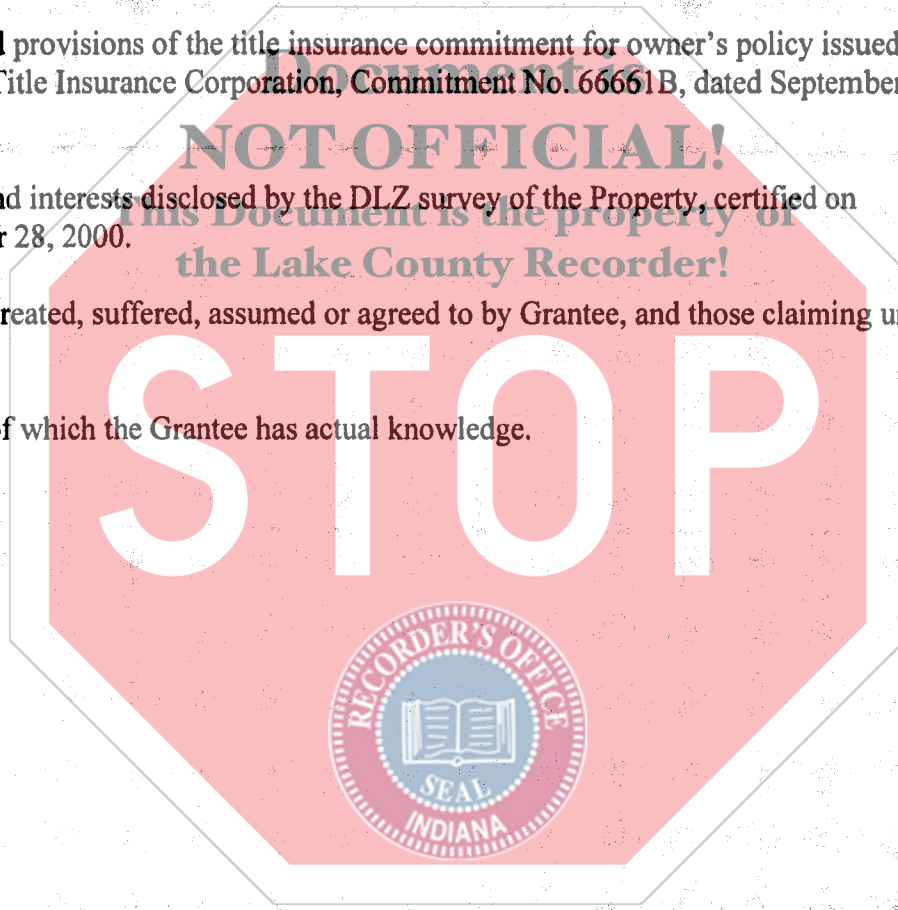 provisions of the title insurance commitment for owner's policy issued
Title Insurance Corporation, Commitment No. 66661B, dated September
Document is
NOT OFFICIAL!
interests disclosed by the DLZ survey of the Property, certified on
This Document is the property of
28, 2000.
the Lake County Recorder!
reated, suffered, assumed or agreed to by Grantee, and those claiming u
STOP
f which the Grantee has actual knowledge.
RECORDER'S OFFICE
SEAL
INDIANA